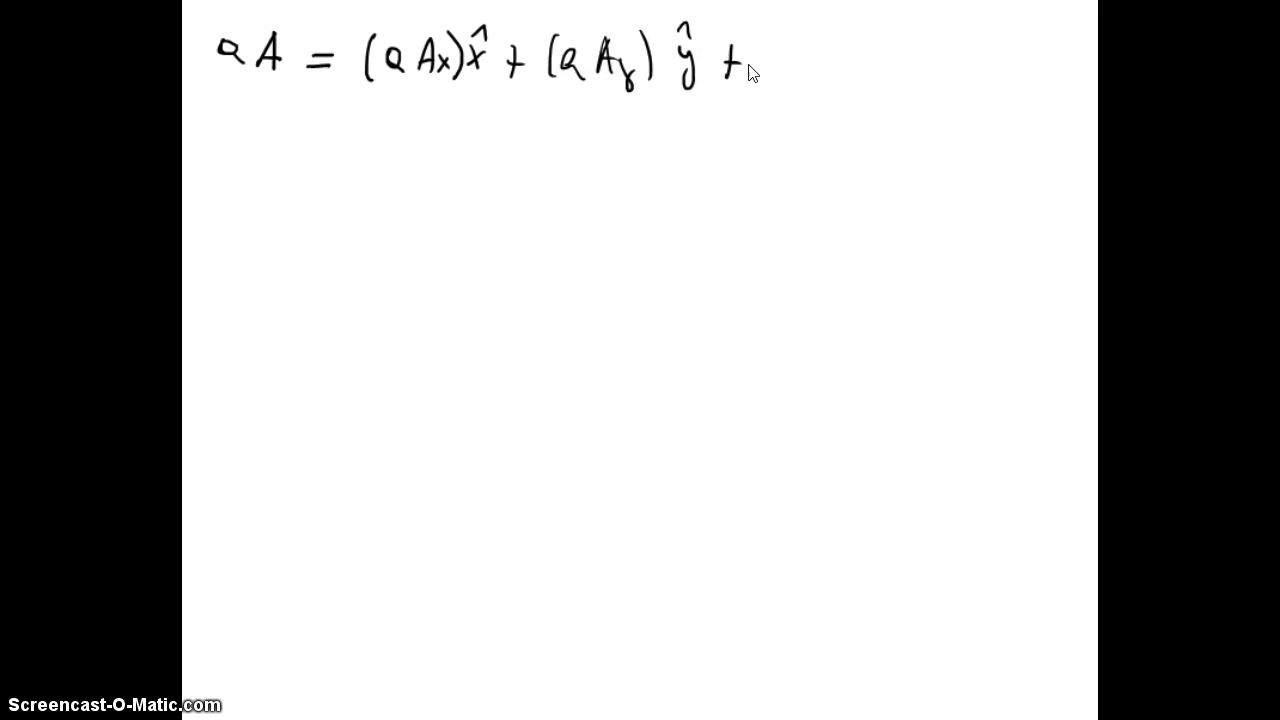 a A = (a Ax)x̂ + (a Ay) ŷ +
Screencast-O-Matic.com